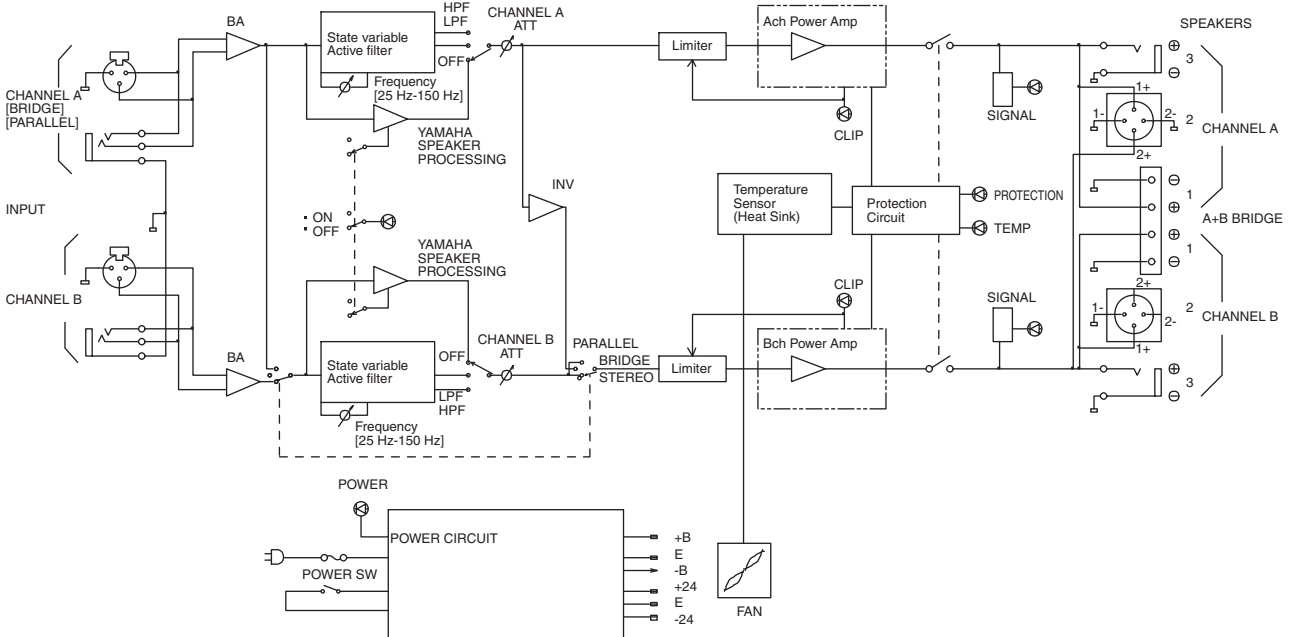 HPF
LPF
OFF
CHANNEL A
ATT
BA
State variable
Active filter
Frequency
[25 Hz-150 Hz]
CHANNEL A
[BRIDGE]
[PARALLEL]
YAMAHA
SPEAKER
PROCESSING
INPUT
: ON
: OFF
INV
YAMAHA
SPEAKER
PROCESSING
CHANNEL B
BA
State variable
Active filter
OFF
LPF
HPF
CHANNEL B
ATT
Frequency
[25 Hz-150 Hz]
PARALLEL
BRIDGE
STEREO
Limiter
Ach Power Amp
CLIP
Temperature
Sensor
(Heat Sink)
Protection
Circuit
PROTECTION
TEMP
CLIP
Limiter
Bch Power Amp
SIGNAL
SIGNAL
SPEAKERS
3
1+
1-
2-
2
2+
CHANNEL A
1
A+B BRIDGE
1
2+
1-
2
2-
1+
CHANNEL B
3
POWER
POWER CIRCUIT
POWER SW
+B
E
-B
+24
E
-24
FAN